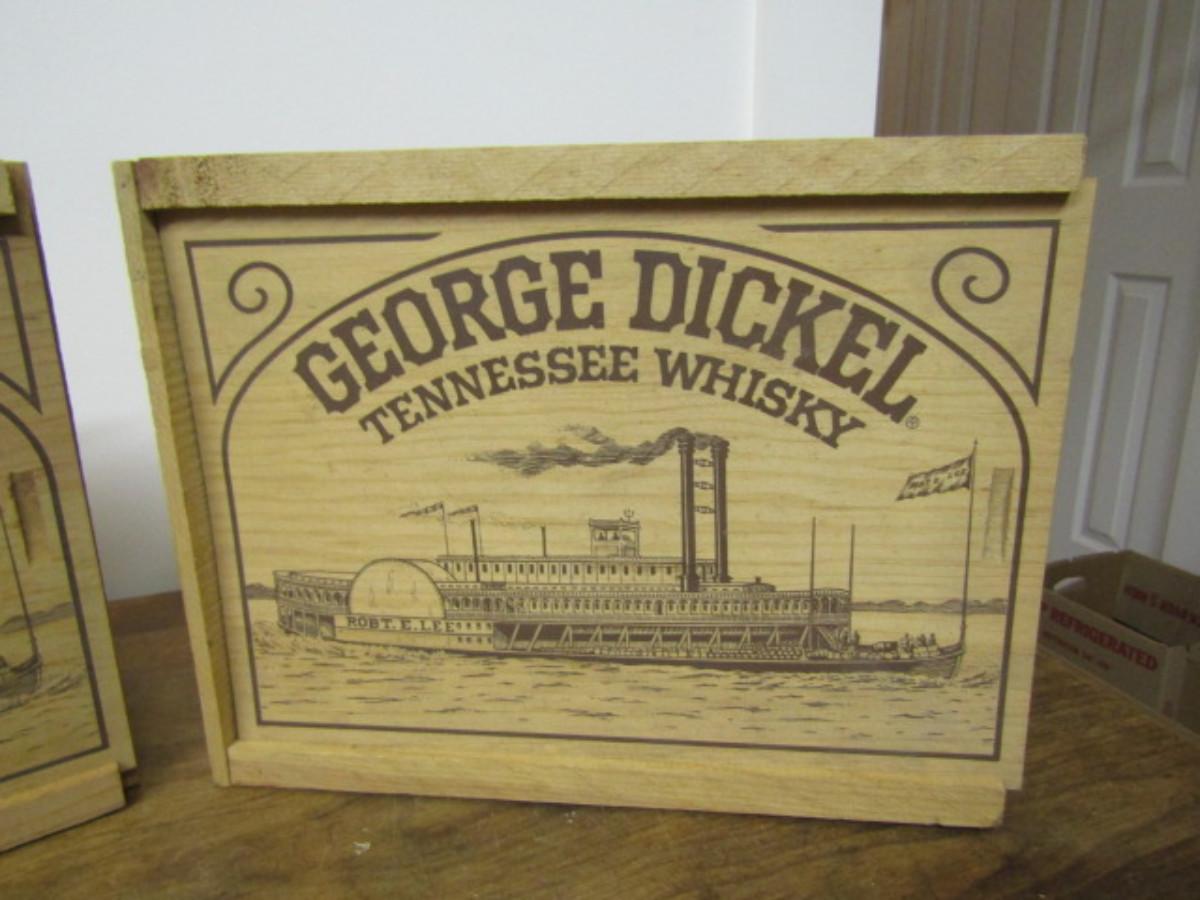 GEORGE DICKEL
TENNESSEE WHISKY
ROBT. E. LEE
REFRIGERATED